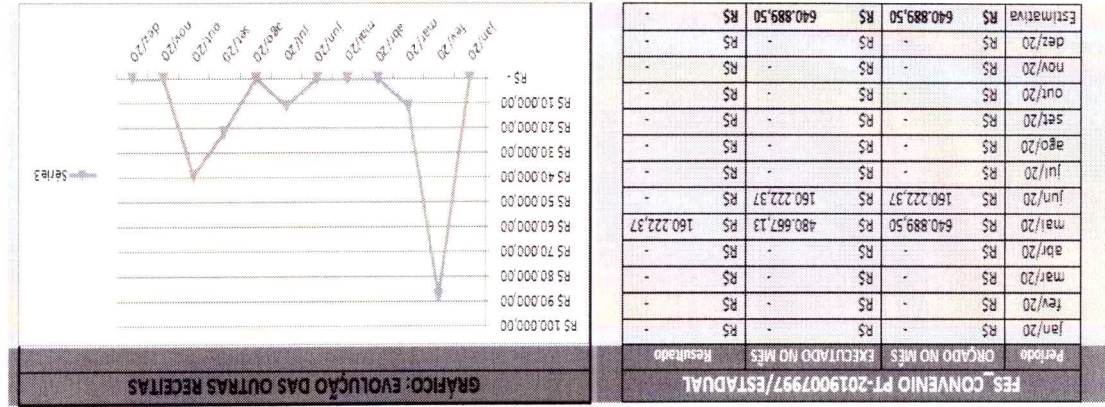 FES_CONVENIO PT-2019007997/ESTADUAL
Período ORÇADO NO MÊS EXECUTADO NO MÊS Resultado
jan/20 R$ - R$ - R$ -
fev/20 R$ - R$ - R$ -
mar/20 R$ - R$ - R$ -
abr/20 R$ - R$ - R$ -
mai/20 R$ 640.889,50 R$ 480.667,13 R$ 160.222,37
jun/20 R$ 160.222,37 R$ 160.222,37 R$ -
jul/20 R$ - R$ - R$ -
ago/20 R$ - R$ - R$ -
set/20 R$ - R$ - R$ -
out/20 R$ - R$ - R$ -
nov/20 R$ - R$ - R$ -
dez/20 R$ - R$ - R$ -
Estimativa R$ 640.889,50 R$ 640.889,50 R$ -
GRÁFICO: EVOLUÇÃO DAS OUTRAS RECEITAS
R$ 100.000,00
R$ 90.000,00
R$ 80.000,00
R$ 70.000,00
R$ 60.000,00
R$ 50.000,00
R$ 40.000,00
R$ 30.000,00
R$ 20.000,00
R$ 10.000,00
R$ -
jan/20 fev/20 mar/20 abr/20 mai/20 jun/20 jul/20 ago/20 set/20 out/20 nov/20 dez/20
Série3